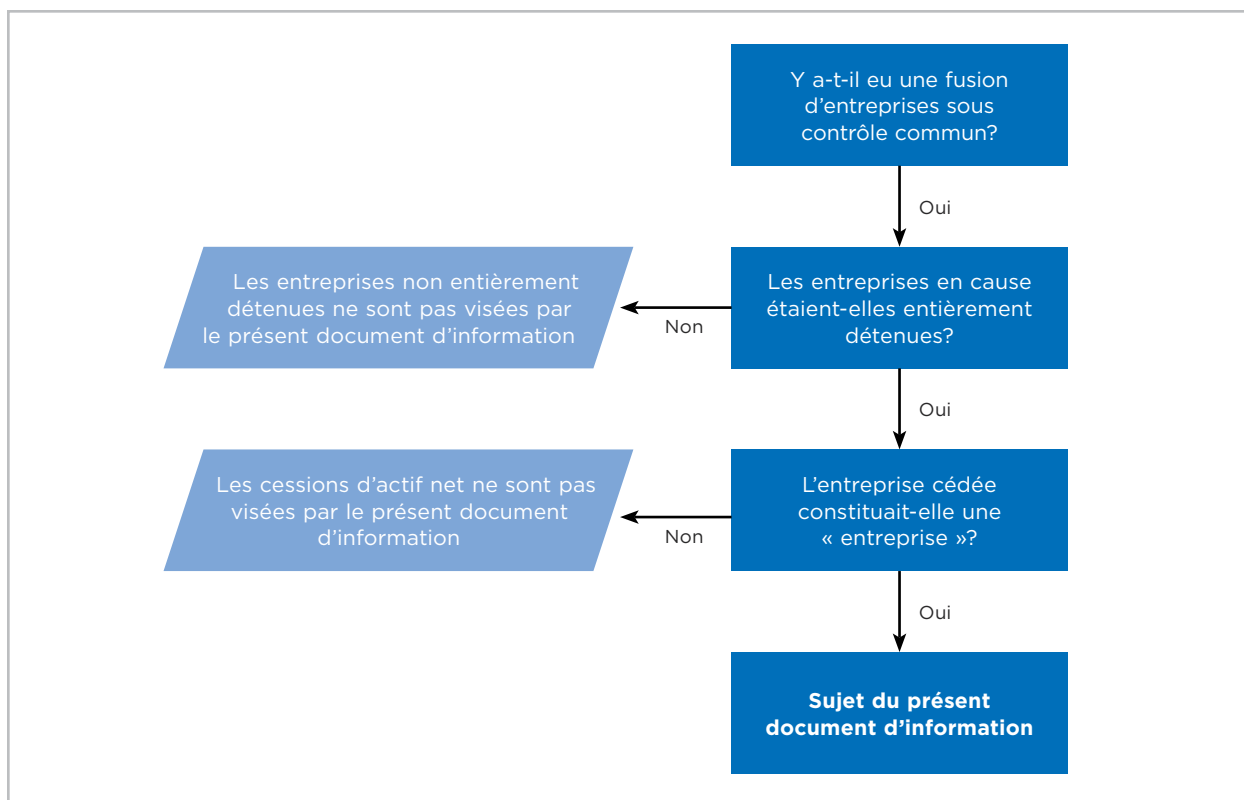 Y a-t-il eu une fusion
d'entreprises sous
contrôle commun?
Oui
Les entreprises non entièrement
détenues ne sont pas visées par
le présent document d'information
Non
Les entreprises en cause
étaient-elles entièrement
détenues?
Oui
Les cessions d'actif net ne sont pas
visées par le présent document
d'information
Non
L'entreprise cédée
constituait-elle une
« entreprise »?
Oui
Sujet du présent
document d'information